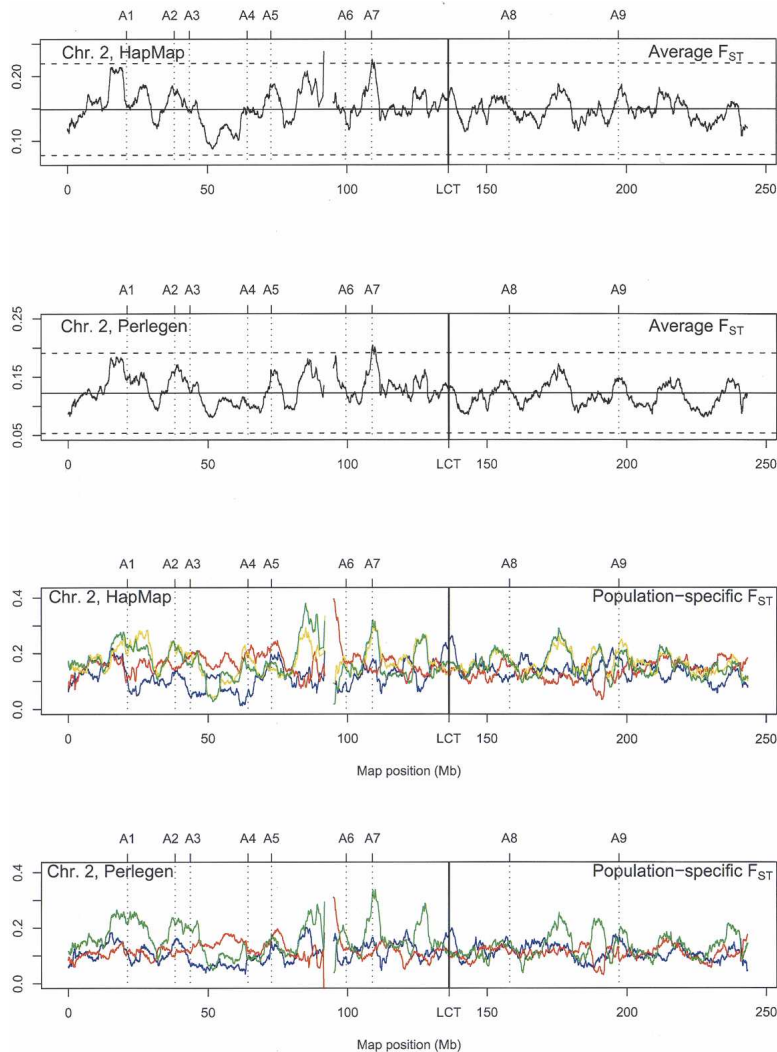 A1 A2 A3 A4 A5 A6 A7 A8 A9
Chr. 2, HapMap Average FST
0.20
0.10
0 50 100 LCT 150 200 250
A1 A2 A3 A4 A5 A6 A7 A8 A9
Chr. 2, Perlegen Average FST
0.25
0.15
0.05
0 50 100 LCT 150 200 250
A1 A2 A3 A4 A5 A6 A7 A8 A9
Chr. 2, HapMap Population-specific FST
0.4
0.2
0.0
0 50 100 LCT 150 200 250
Map position (Mb)
A1 A2 A3 A4 A5 A6 A7 A8 A9
Chr. 2, Perlegen Population-specific FST
0.4
0.2
0.0
0 50 100 LCT 150 200 250
Map position (Mb)